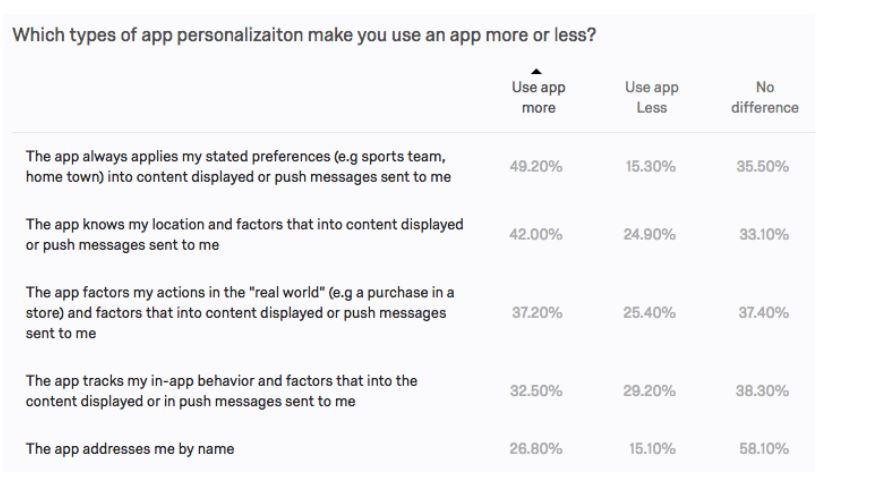 Which types of app personalizaiton make you use an app more or less?
Use app more
Use app Less
No difference
The app always applies my stated preferences (e.g sports team,
home town) into content displayed or push messages sent to me
49.20% 15.30% 35.50%
The app knows my location and factors that into content displayed
or push messages sent to me
42.00% 24.90% 33.10%
The app factors my actions in the "real world" (e.g a purchase in a
store) and factors that into content displayed or push messages
sent to me
37.20% 25.40% 37.40%
The app tracks my in-app behavior and factors that into the
content displayed or in push messages sent to me
32.50% 29.20% 38.30%
The app addresses me by name 26.80% 15.10% 58.10%